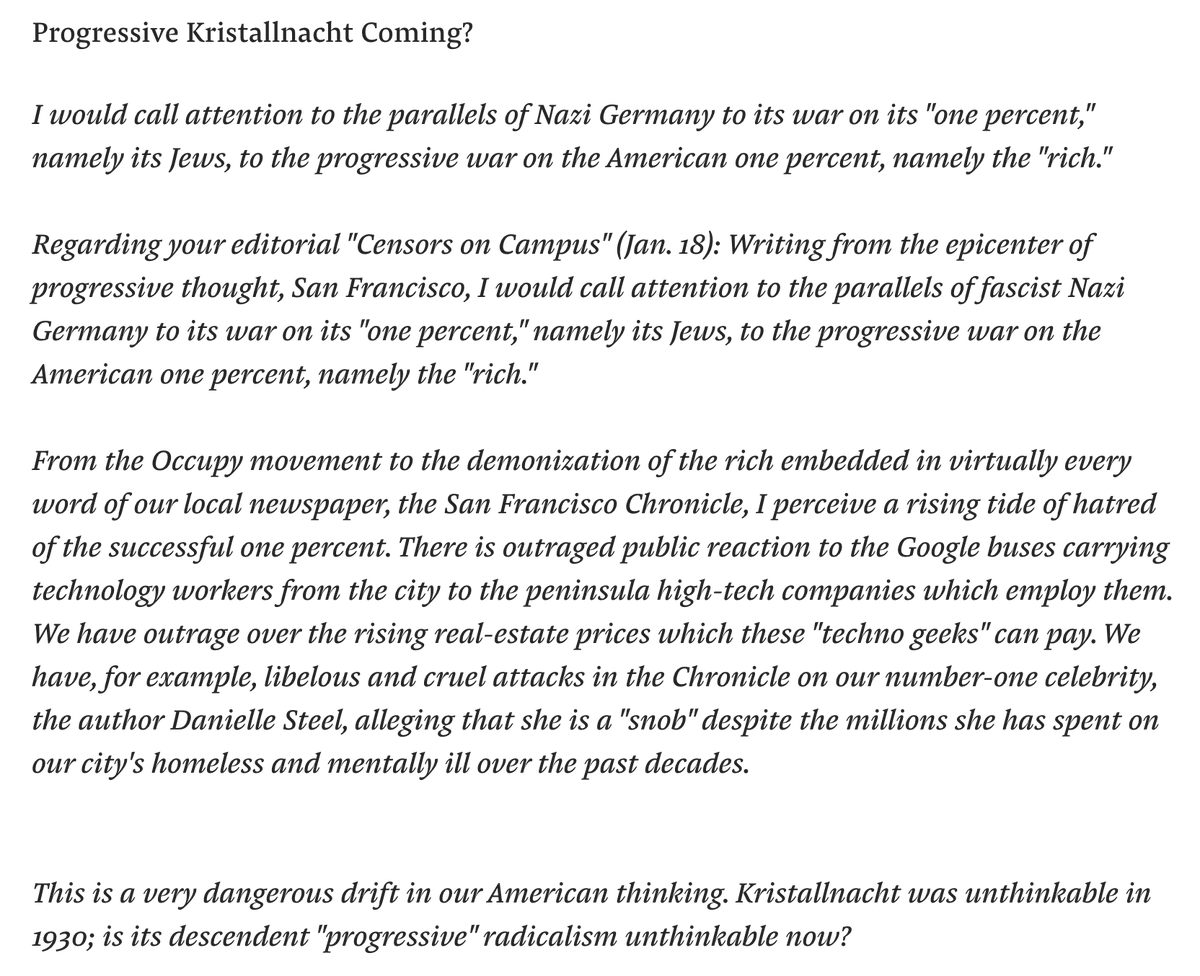 Progressive Kristallnacht Coming?
I would call attention to the parallels of Nazi Germany to its war on its "one percent,"
namely its Jews, to the progressive war on the American one percent, namely the "rich."
Regarding your editorial "Censors on Campus" (Jan. 18): Writing from the epicenter of
progressive thought, San Francisco, I would call attention to the parallels of fascist Nazi
Germany to its war on its "one percent," namely its Jews, to the progressive war on the
American one percent, namely the "rich."
From the Occupy movement to the demonization of the rich embedded in virtually every
word of our local newspaper, the San Francisco Chronicle, I perceive a rising tide of hatred
of the successful one percent. There is outraged public reaction to the Google buses carrying
technology workers from the city to the peninsula high-tech companies which employ them.
We have outrage over the rising real-estate prices which these "techno geeks" can pay. We
have, for example, libelous and cruel attacks in the Chronicle on our number-one celebrity,
the author Danielle Steel, alleging that she is a "snob" despite the millions she has spent on
our city's homeless and mentally ill over the past decades.
This is a very dangerous drift in our American thinking. Kristallnacht was unthinkable in
1930; is its descendent "progressive" radicalism unthinkable now?